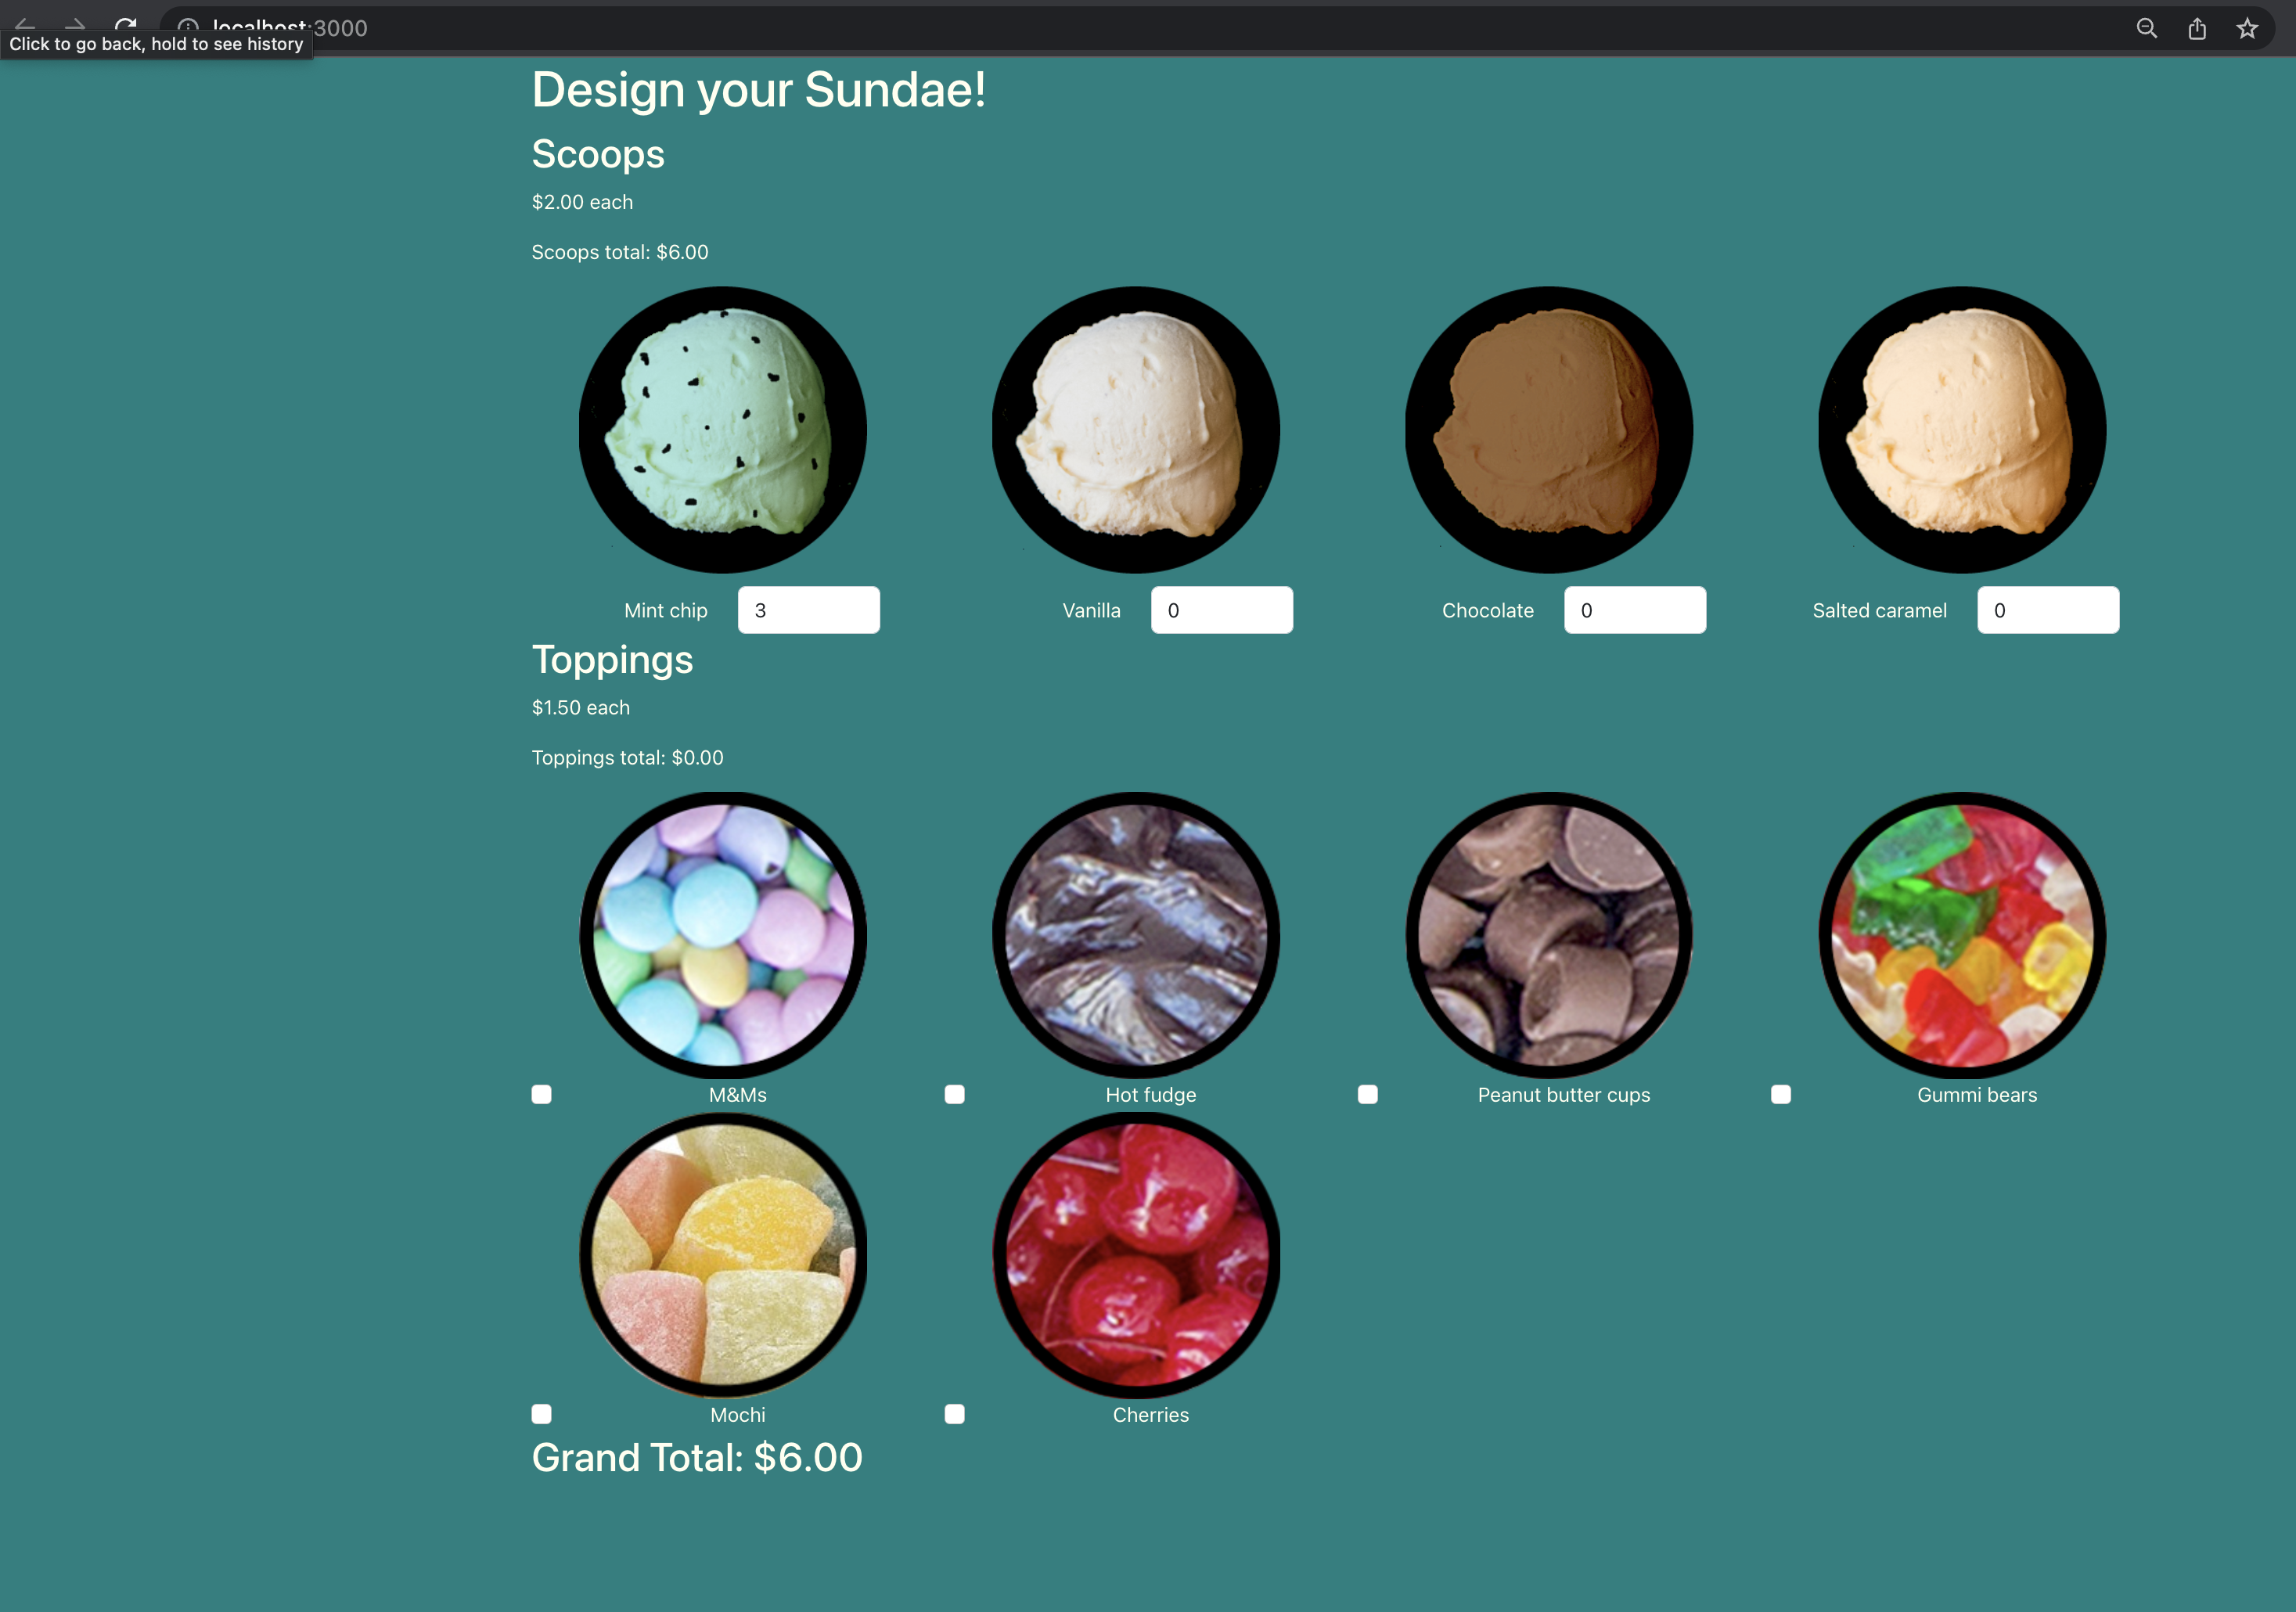 localhost:3000
Click to go back, hold to see history
Design your Sundae!
Scoops
$2.00 each
Scoops total: $6.00
Mint chip 3 Vanilla 0 Chocolate 0 Salted caramel 0
Toppings
$1.50 each
Toppings total: $0.00
M&Ms Hot fudge Peanut butter cups Gummi bears
Mochi Cherries
Grand Total: $6.00